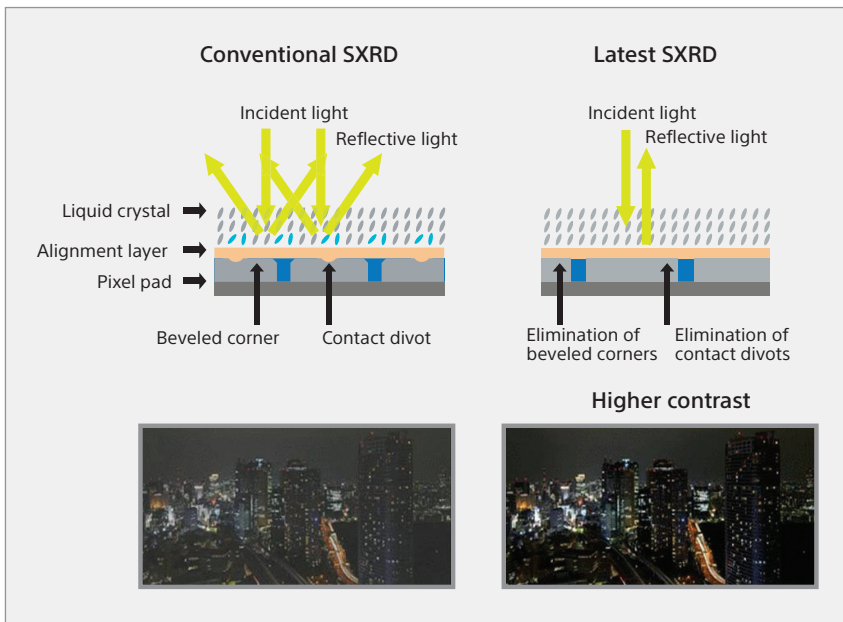 Conventional SXRD
Incident light
Reflective light
Liquid crystal
Alignment layer
Pixel pad
Beveled corner
Contact divot
Latest SXRD
Incident light
Reflective light
Elimination of
beveled corners
Elimination of
contact divots
Higher contrast